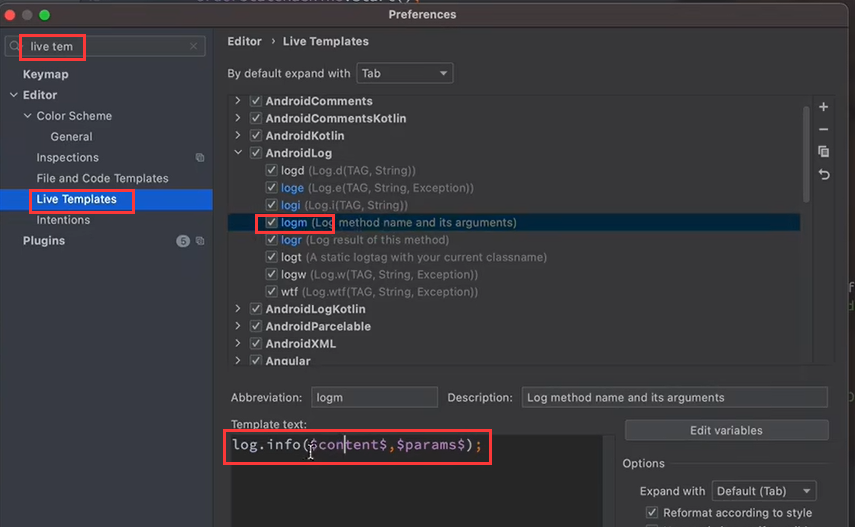 Preferences
live tem
Keymap
Editor
Color Scheme
General
Inspections
File and Code Templates
Live Templates
Intentions
Plugins
5
Editor › Live Templates
By default expand with Tab
AndroidComments
AndroidCommentsKotlin
AndroidKotlin
AndroidLog
logd (Log.d(TAG, String))
loge (Log.e(TAG, String, Exception))
logi (Log.i(TAG, String))
logm (Log method name and its arguments)
logr (Log result of this method)
logt (A static logtag with your current classname)
logw (Log.w(TAG, String, Exception))
wtf (Log.wtf(TAG, String, Exception))
AndroidLogKotlin
AndroidParcelable
AndroidXML
Angular
Abbreviation: logm Description: Log method name and its arguments
Template text:
log.info($content$,$params$);
Edit variables
Options
Expand with Default (Tab)
Reformat according to style